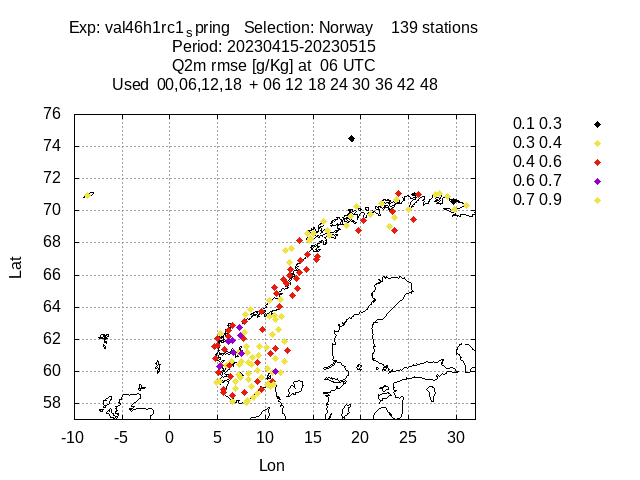 Exp: val46h1rc1spring Selection: Norway 139 stations
Period: 20230415-20230515
Q2m rmse [g/Kg] at 06 UTC
Used 00,06,12,18 + 06 12 18 24 30 36 42 48
0.1 0.3
0.3 0.4
0.4 0.6
0.6 0.7
0.7 0.9
76
74
72
70
68
66
64
62
60
58
Lat
-10 -5 0 5 10 15 20 25 30
Lon